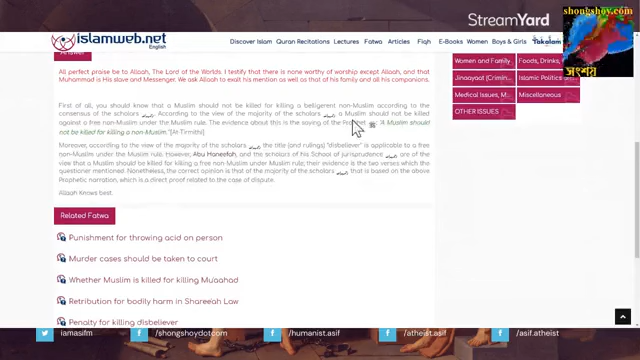 shongshoy.com
StreamYard
islamweb.net
English
Discover Islam Quran Recitations Lectures Fatwa Articles Fiqh E-Books Women Boys & Girls Takalam
সংশয়
Answer
All perfect praise be to Allaah, The Lord of the Worlds. I testify that there is none worthy of worship except Allaah, and that
Muhammad is His slave and Messenger. We ask Allaah to exalt his mention as well as that of his family and all his companions.
First of all, you should know that a Muslim should not be killed for killing a belligerent non-Muslim according to the
consensus of the scholars. According to the view of the majority of the scholars, a Muslim should not be killed
against a free non-Muslim under the Muslim rule. The evidence about this is the saying of the Prophet "A Muslim should
not be killed for killing a non-Muslim."[At-Tirmithi]
Moreover, according to the view of the majority of the scholars the title (and rulings) "disbeliever" is applicable to a free
non-Muslim under the Muslim rule. However, Abu Haneefah, and the scholars of his School of jurisprudence are of the
view that a Muslim should be killed for killing a free non-Muslim under Muslim rule; their evidence is the two verses which the
questioner mentioned. Nonetheless, the correct opinion is that of the majority of the scholars that is based on the above
Prophetic narration, which is a direct proof related to the case of dispute.
Allaah Knows best.
Related Fatwa
Punishment for throwing acid on person
Murder cases should be taken to court
Whether Muslim is killed for killing Mu'aahad
Retribution for bodily harm in Sharee'ah Law
Penalty for killing disbeliever
Women and Family
Foods, Drinks,
Jinaayaat (Crimin...
Islamic Politics
Medical Issues, M...
Miscellaneous
OTHER ISSUES
iamasifm /shongshoydotcom /humanist.asif /atheist.asif /asif.atheist